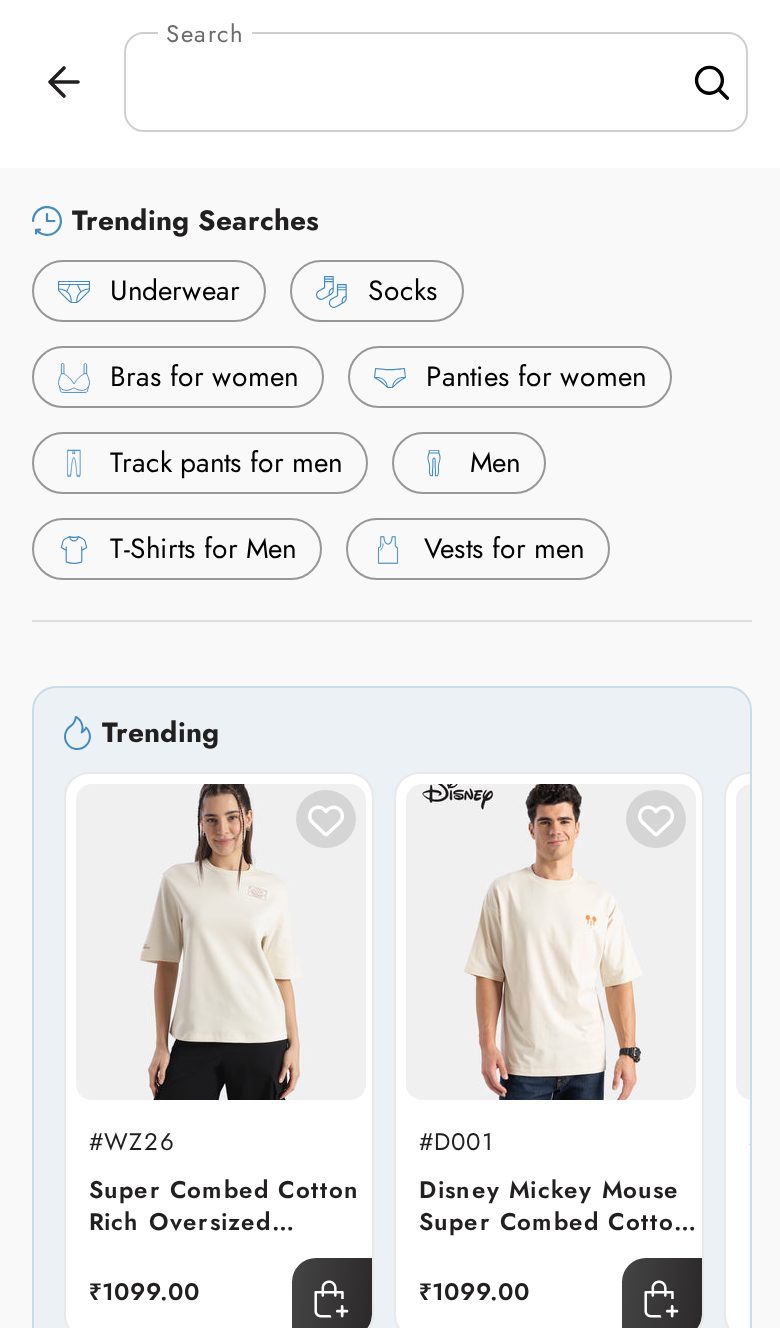 Search
Trending Searches
Underwear
Socks
Bras for women
Panties for women
Track pants for men
Men
T-Shirts for Men
Vests for men
Trending
Disney
#WZ26
Super Combed Cotton
Rich Oversized...
₹1099.00
#D001
Disney Mickey Mouse
Super Combed Cotto...
₹1099.00